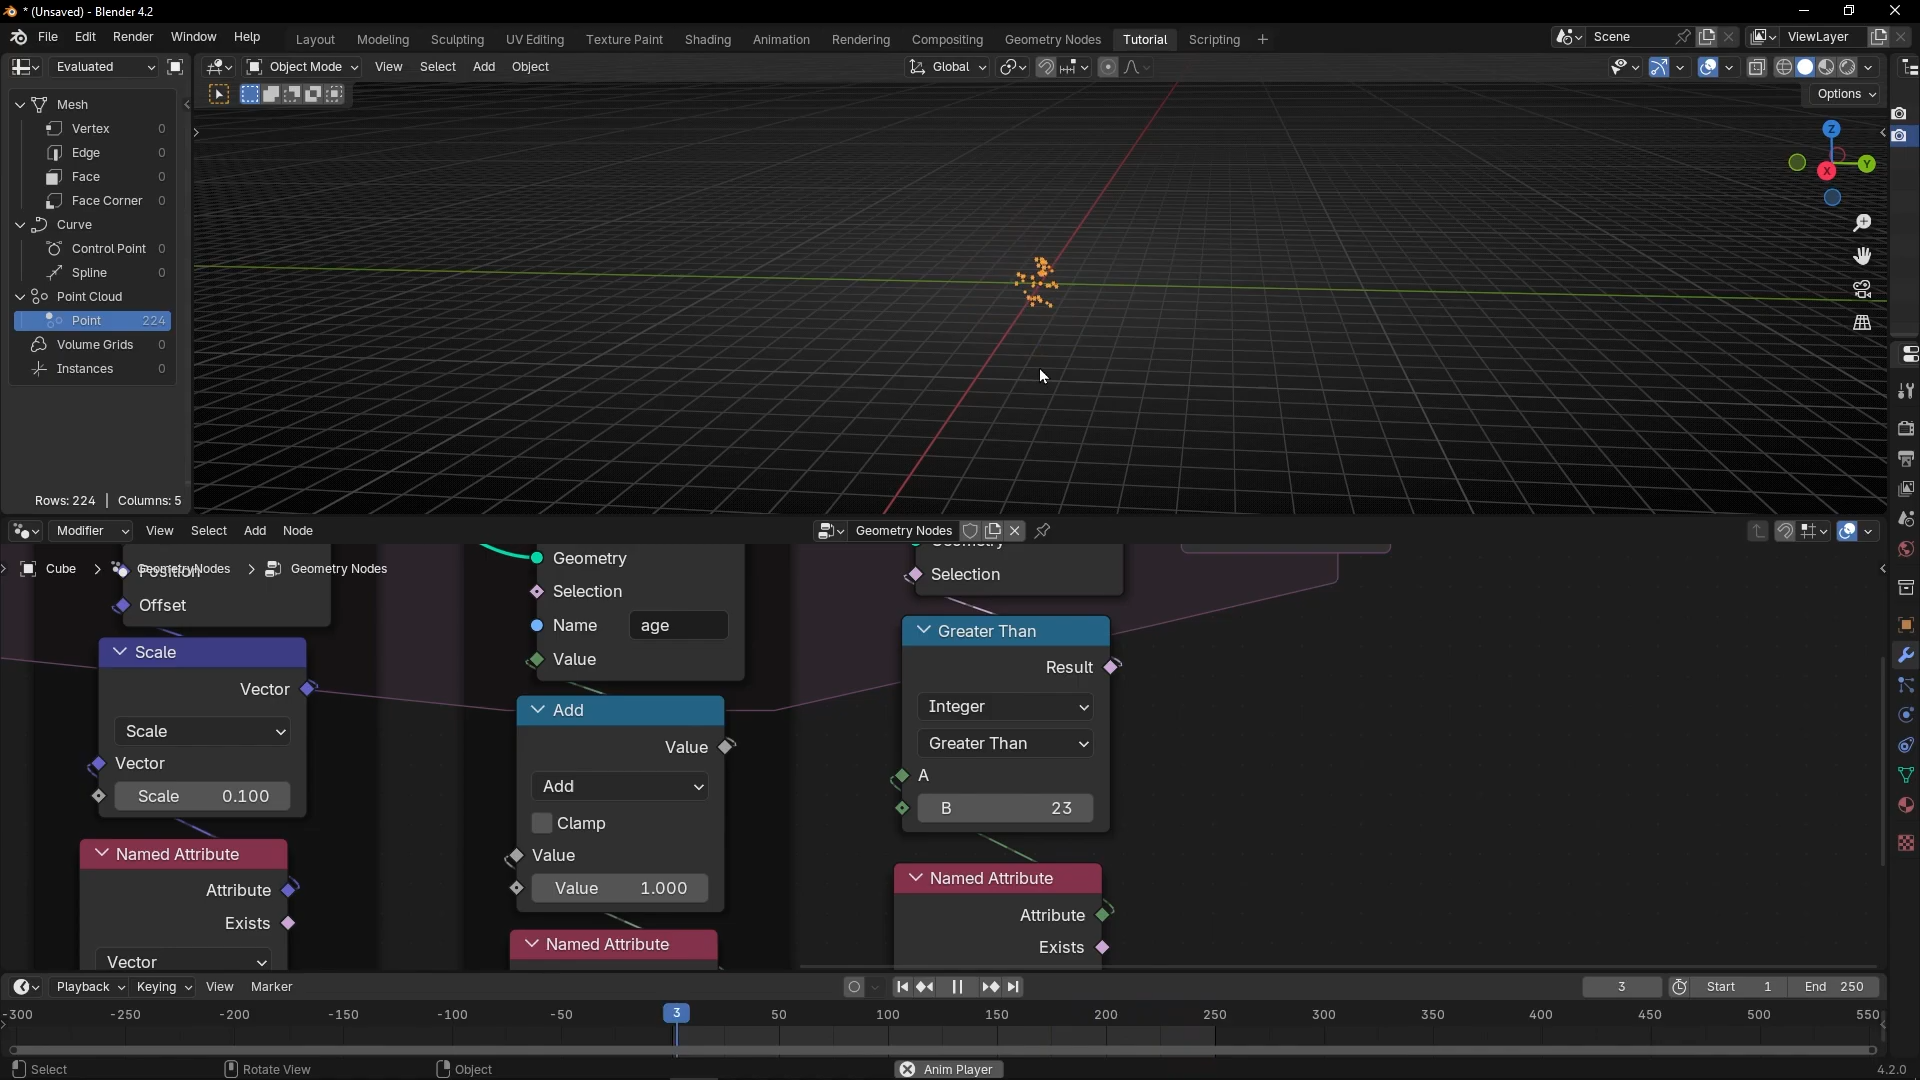 * (Unsaved) - Blender 4.2
File Edit Render Window Help Layout Modeling Sculpting UV Editing Texture Paint Shading Animation Rendering Compositing Geometry Nodes Tutorial Scripting + Scene ViewLayer
Evaluated Object Mode View Select Add Object Global
Options
Mesh
Vertex 0
Edge 0
Face 0
Face Corner 0
Curve
Control Point 0
Spline 0
Point Cloud
Point 224
Volume Grids 0
Instances 0
Rows: 224 | Columns: 5
Z
Y
X
Modifier View Select Add Node Geometry Nodes
Cube > GeometryNodes > Geometry Nodes
Position
Offset
Scale
Vector
Scale
Vector
Scale 0.100
Named Attribute
Attribute
Exists
Vector
Geometry
Selection
Name age
Value
Add
Value
Add
Clamp
Value
Value 1.000
Named Attribute
Geometry
Selection
Greater Than
Result
Integer
Greater Than
A
B 23
Named Attribute
Attribute
Exists
Playback Keying View Marker 3 Start 1 End 250
-300 -250 -200 -150 -100 -50 3 50 100 150 200 250 300 350 400 450 500 550
Select Rotate View Object Anim Player 4.2.0